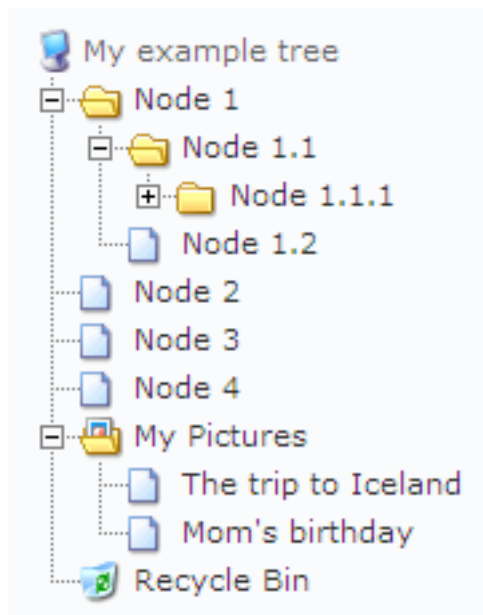 My example tree
Node 1
Node 1.1
Node 1.1.1
Node 1.2
Node 2
Node 3
Node 4
My Pictures
The trip to Iceland
Mom's birthday
Recycle Bin